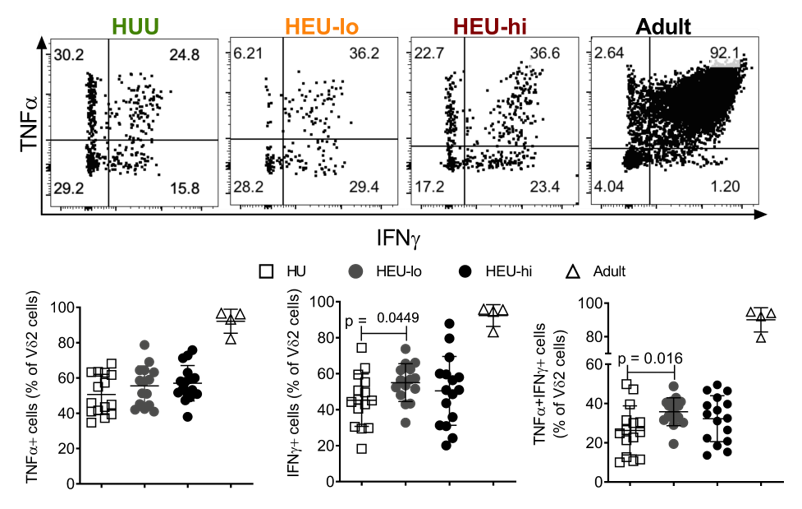 HUU HEU-lo HEU-hi Adult
TNFα
30.2 24.8
29.2 15.8
6.21 36.2
28.2 29.4
22.7 36.6
17.2 23.4
2.64 92.1
4.04 1.20
IFNγ
HU HEU-lo HEU-hi Adult
TNFα+ cells (% of Vδ2 cells)
100
80
60
40
20
0
IFNγ+ cells (% of Vδ2 cells)
100
80
60
40
20
0
p = 0.0449
TNFα+IFNγ+ cells
(% of Vδ2 cells)
100
80
60
40
20
0
p = 0.016